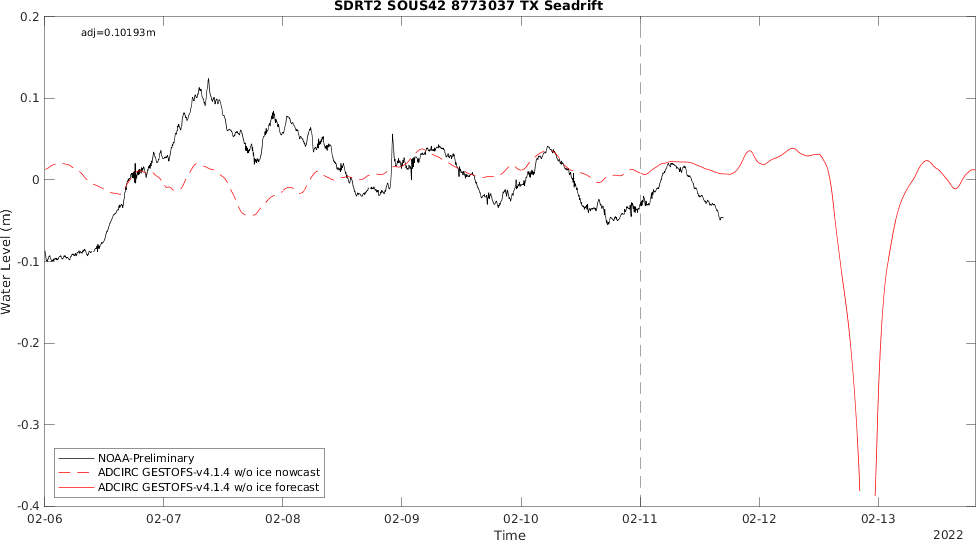 SDRT2 SOUS42 8773037 TX Seadrift
adj=0.10193m
0.2
0.1
0
-0.1
-0.2
-0.3
-0.4
Water Level (m)
NOAA-Preliminary
ADCIRC GESTOFS-v4.1.4 w/o ice nowcast
ADCIRC GESTOFS-v4.1.4 w/o ice forecast
02-06 02-07 02-08 02-09 02-10 02-11 02-12 02-13
Time
2022